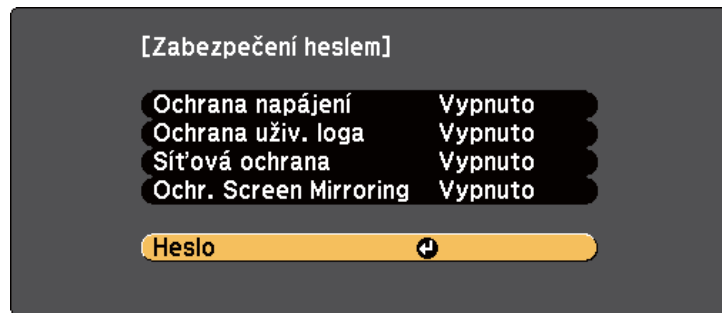 [Zabezpečení heslem]
Ochrana napájení Vypnuto
Ochrana uživ. loga Vypnuto
Síťová ochrana Vypnuto
Ochr. Screen Mirroring Vypnuto
Heslo